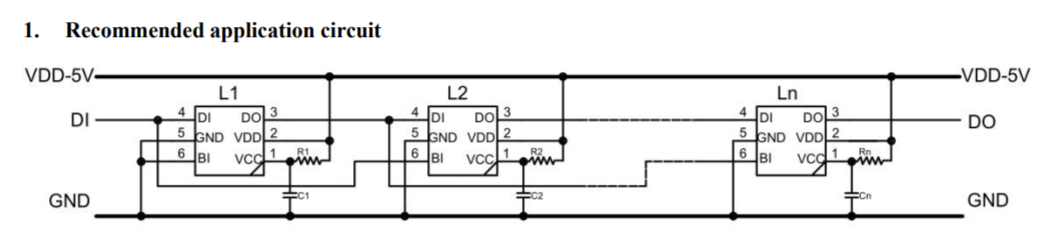 1. Recommended application circuit
VDD-5V
VDD-5V
L1
L2
Ln
DI
4 DI DO 3
5 GND VDD 2
6 BI VCC 1
R1
C1
4 DI DO 3
5 GND VDD 2
6 BI VCC 1
R2
C2
4 DI DO 3
5 GND VDD 2
6 BI VCC 1
Rn
Cn
DO
GND
GND